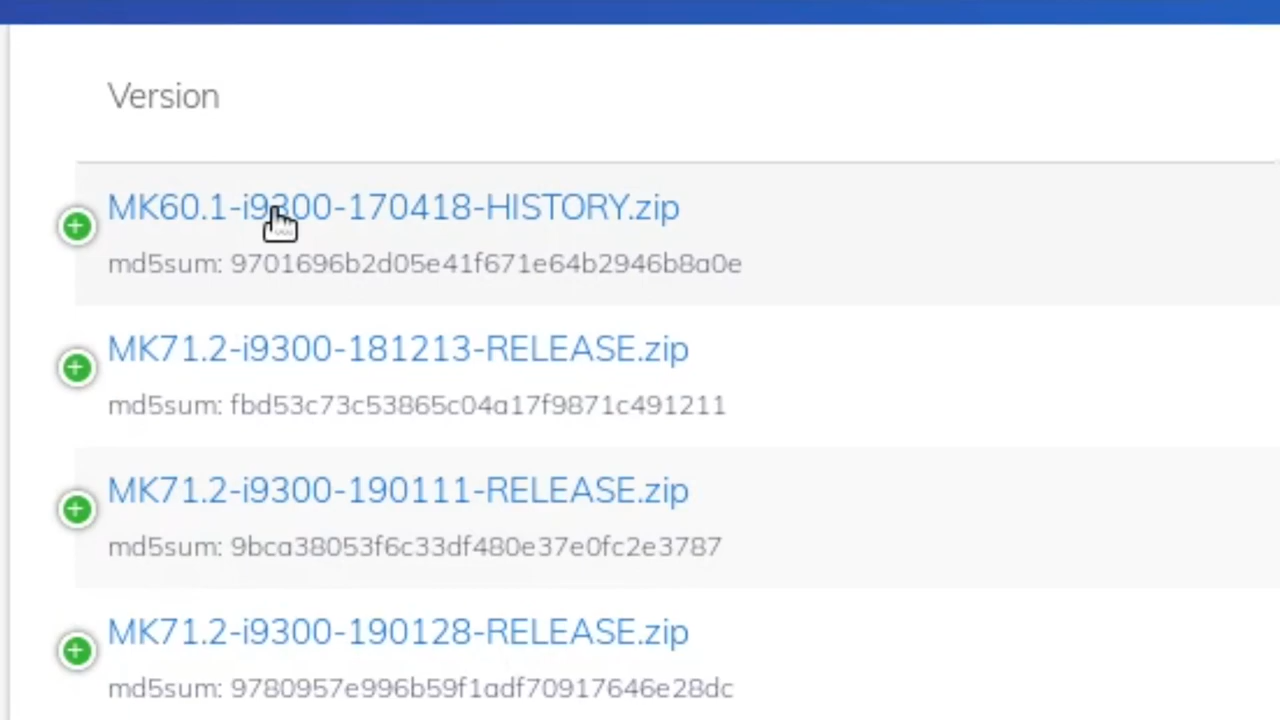 Version
MK60.1-i9300-170418-HISTORY.zip
md5sum: 9701696b2d05e41f671e64b2946b8a0e
MK71.2-i9300-181213-RELEASE.zip
md5sum: fbd53c73c53865c04a17f9871c491211
MK71.2-i9300-190111-RELEASE.zip
md5sum: 9bca38053f6c33df480e37e0fc2e3787
MK71.2-i9300-190128-RELEASE.zip
md5sum: 9780957e996b59f1adf70917646e28dc